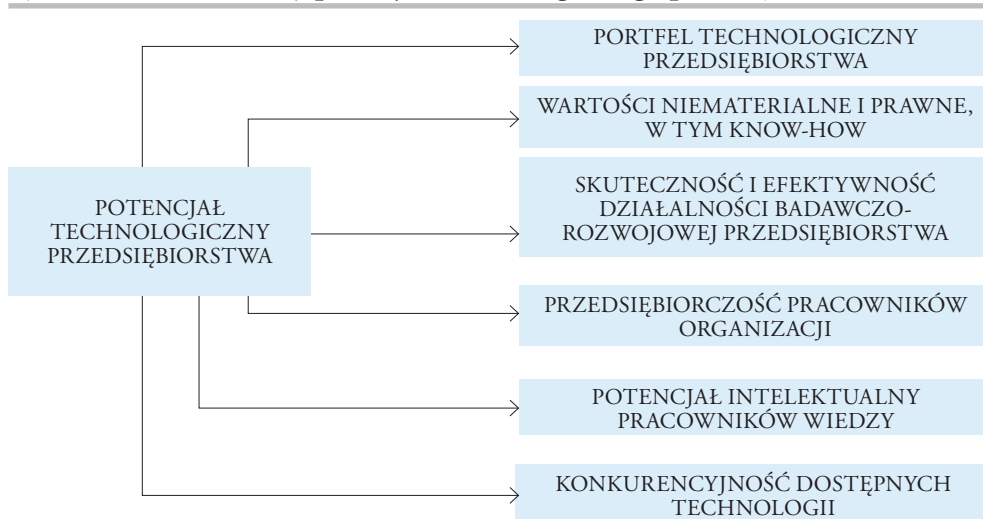 PORTFEL TECHNOLOGICZNY
PRZEDSIĘBIORSTWA
WARTOŚCI NIEMATERIALNE I PRAWNE,
W TYM KNOW-HOW
SKUTECZNOŚĆ I EFEKTYWNOŚĆ
DZIAŁALNOŚCI BADAWCZO-
ROZWOJOWEJ PRZEDSIĘBIORSTWA
POTENCJAŁ
TECHNOLOGICZNY
PRZEDSIĘBIORSTWA
PRZEDSIĘBIORCZOŚĆ PRACOWNIKÓW
ORGANIZACJI
POTENCJAŁ INTELEKTUALNY
PRACOWNIKÓW WIEDZY
KONKURENCYJNOŚĆ DOSTĘPNYCH
TECHNOLOGII